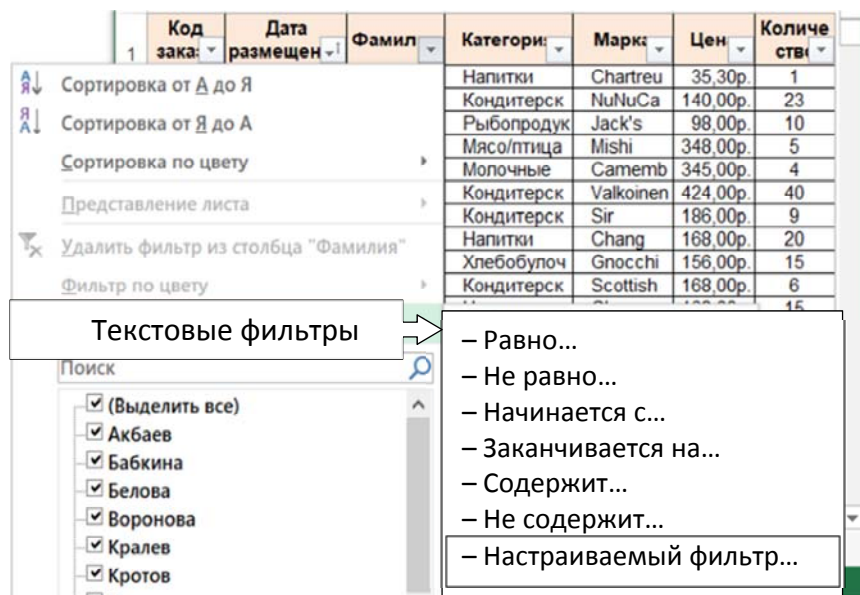 Код заказ Дата размещен Фамил Категори Марка Цен Количе ств
1
Напитки Chartreu 35,30р. 1
Кондитерск NuNuCa 140,00р. 23
Рыбопродук Jack's 98,00р. 10
Мясо/птица Mishi 348,00р. 5
Молочные Camemb 345,00р. 4
Кондитерск Valkoinen 424,00р. 40
Кондитерск Sir 186,00р. 9
Напитки Chang 168,00р. 20
Хлебобулоч Gnocchi 156,00р. 15
Кондитерск Scottish 168,00р. 6
15
Сортировка от А до Я
Сортировка от Я до А
Сортировка по цвету
Представление листа
Удалить фильтр из столбца "Фамилия"
Фильтр по цвету
Текстовые фильтры
Поиск
(Выделить все)
Акбаев
Бабкина
Белова
Воронова
Кралев
Кротов
– Равно...
– Не равно...
– Начинается с...
– Заканчивается на...
– Содержит...
– Не содержит...
– Настраиваемый фильтр...